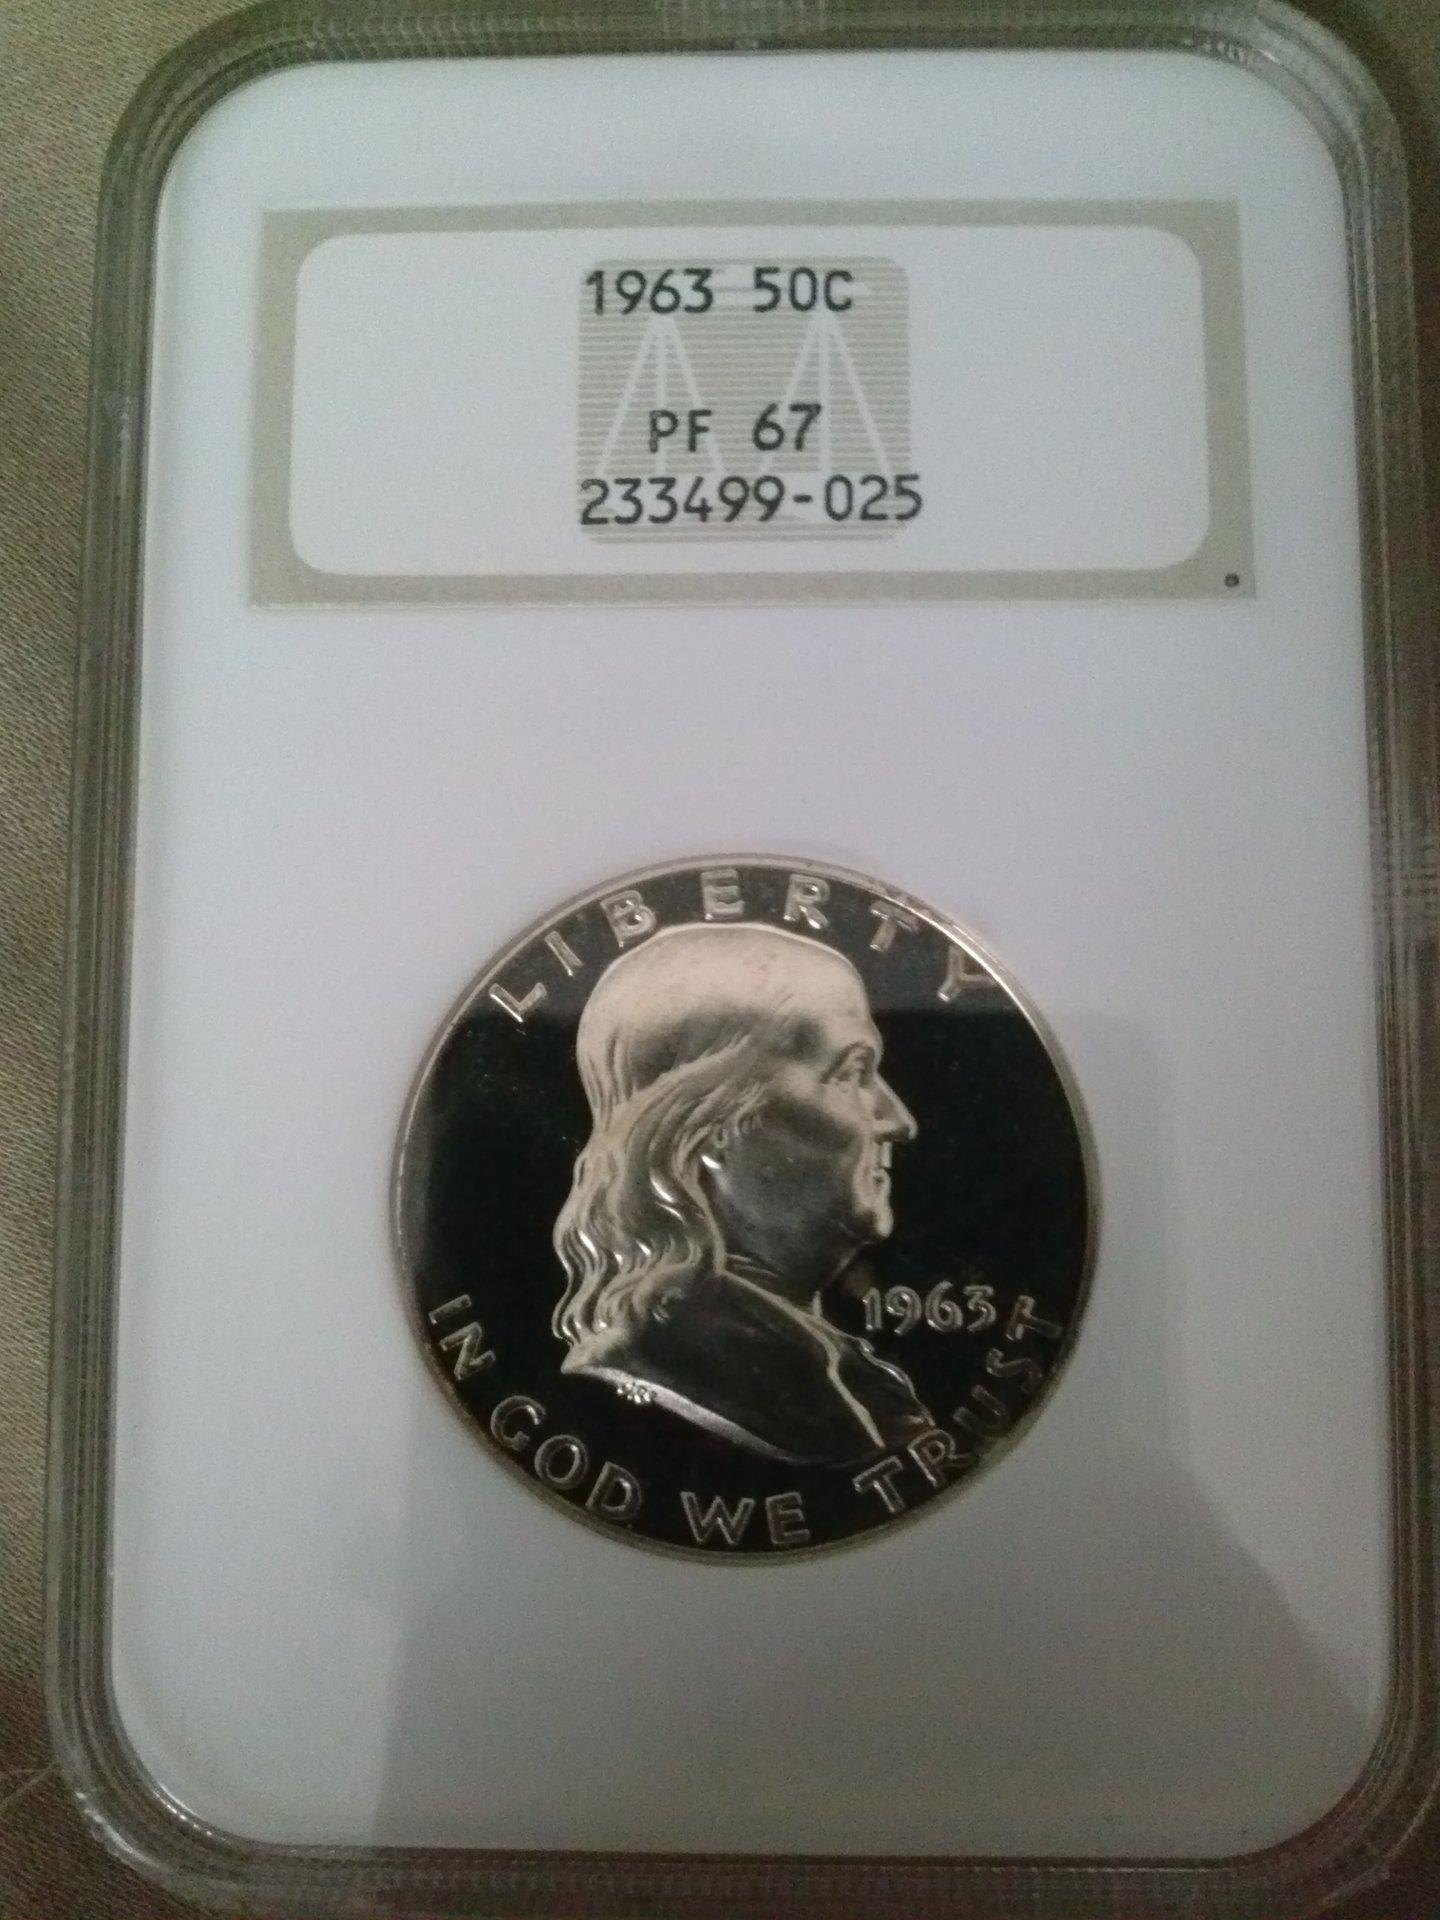 1963 50C
PF 67
233499-025
LIBERTY
1963
IN GOD WE TRUST